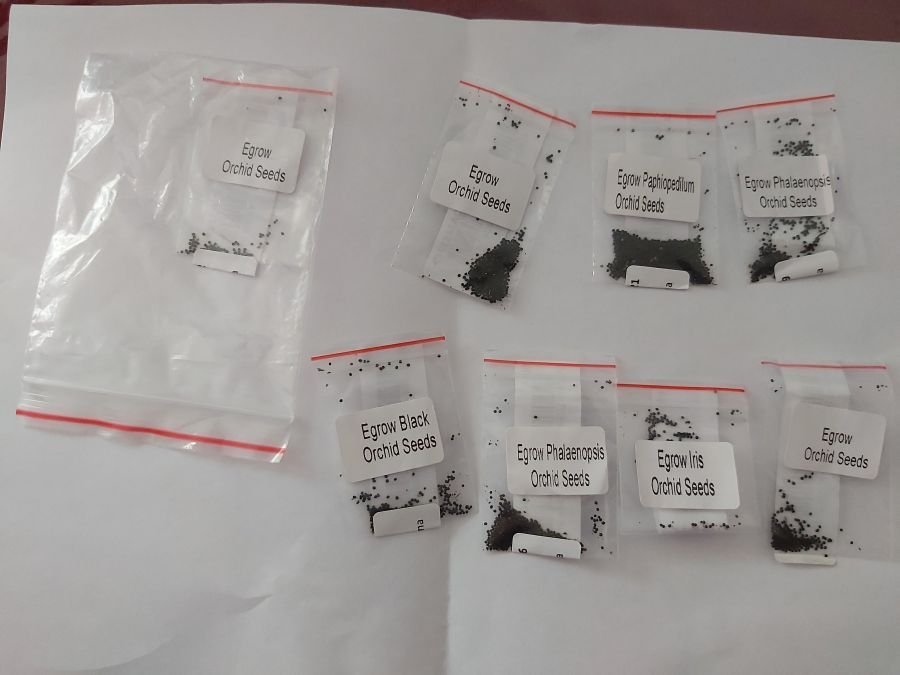 Egrow
Orchid Seeds
Egrow
Orchid Seeds
Egrow Paphiopedilum
Orchid Seeds
Egrow Phalaenopsis
Orchid Seeds
Egrow Black
Orchid Seeds
Egrow Phalaenopsis
Orchid Seeds
Egrow Iris
Orchid Seeds
Egrow
Orchid Seeds